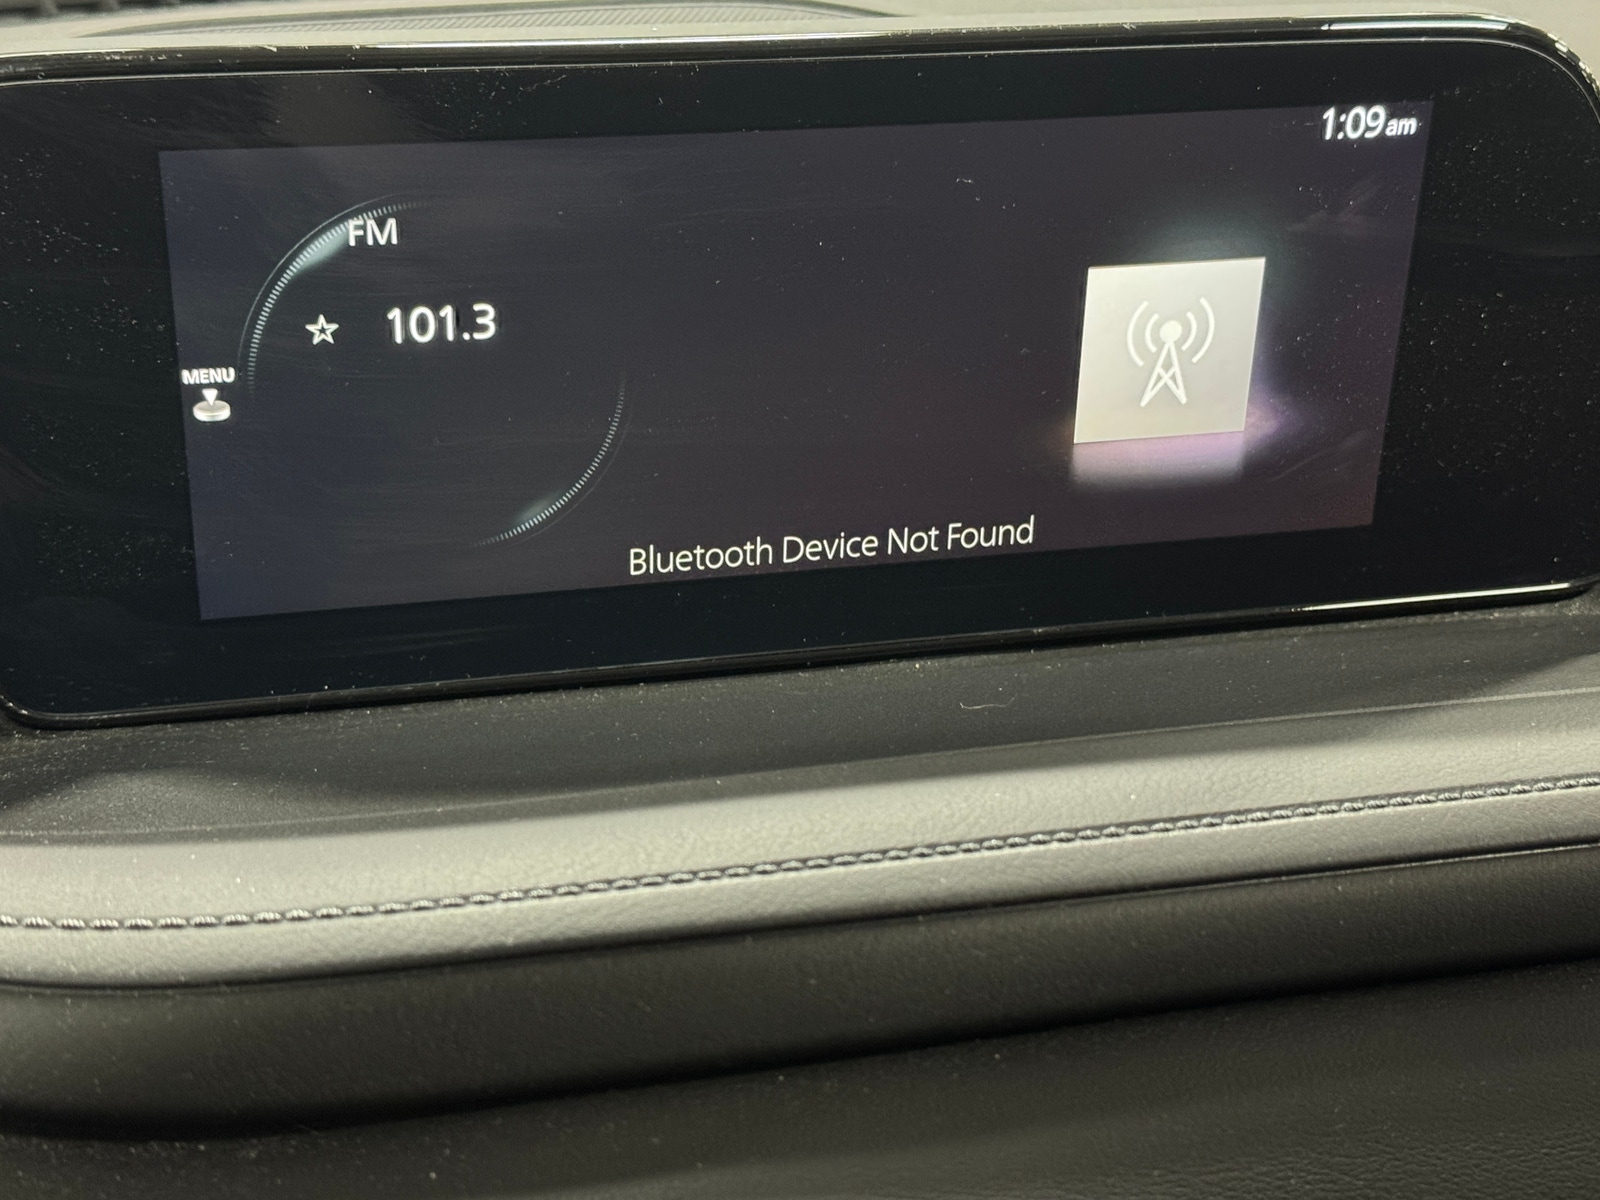 1:09am
FM
101.3
MENU
Bluetooth Device Not Found